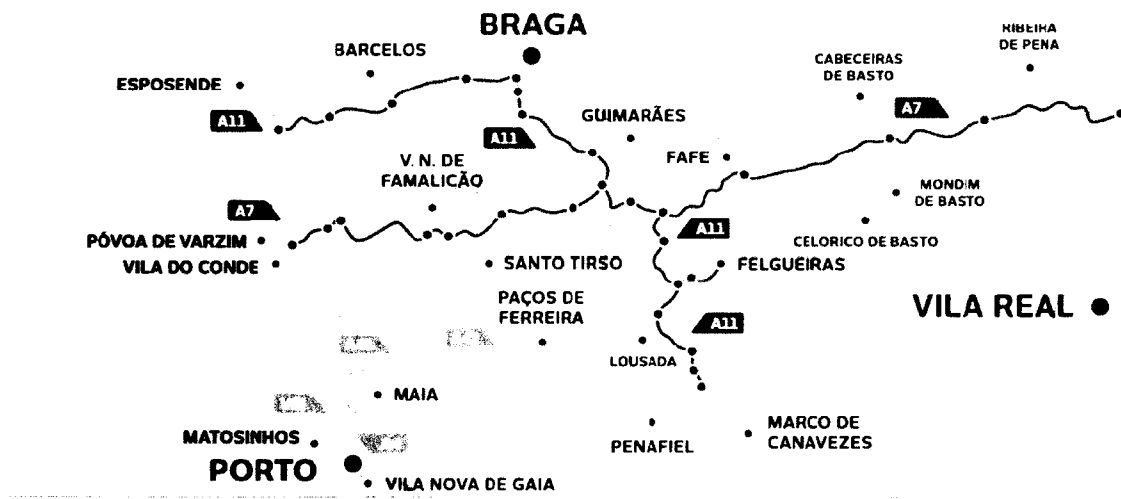 BRAGA
RIBEIRA
DE PENA
BARCELOS
CABECEIRAS
DE BASTO
ESPOSENDE
A7
A11
GUIMARÃES
A11
FAFE
V. N. DE
FAMALICÃO
MONDIM
DE BASTO
A7
A11
PÓVOA DE VARZIM
CELORICO DE BASTO
VILA DO CONDE
SANTO TIRSO
FELGUEIRAS
PAÇOS DE
FERREIRA
VILA REAL
A11
LOUSADA
MAIA
MARCO DE
CANAVEZES
MATOSINHOS
PENAFIEL
PORTO
VILA NOVA DE GAIA